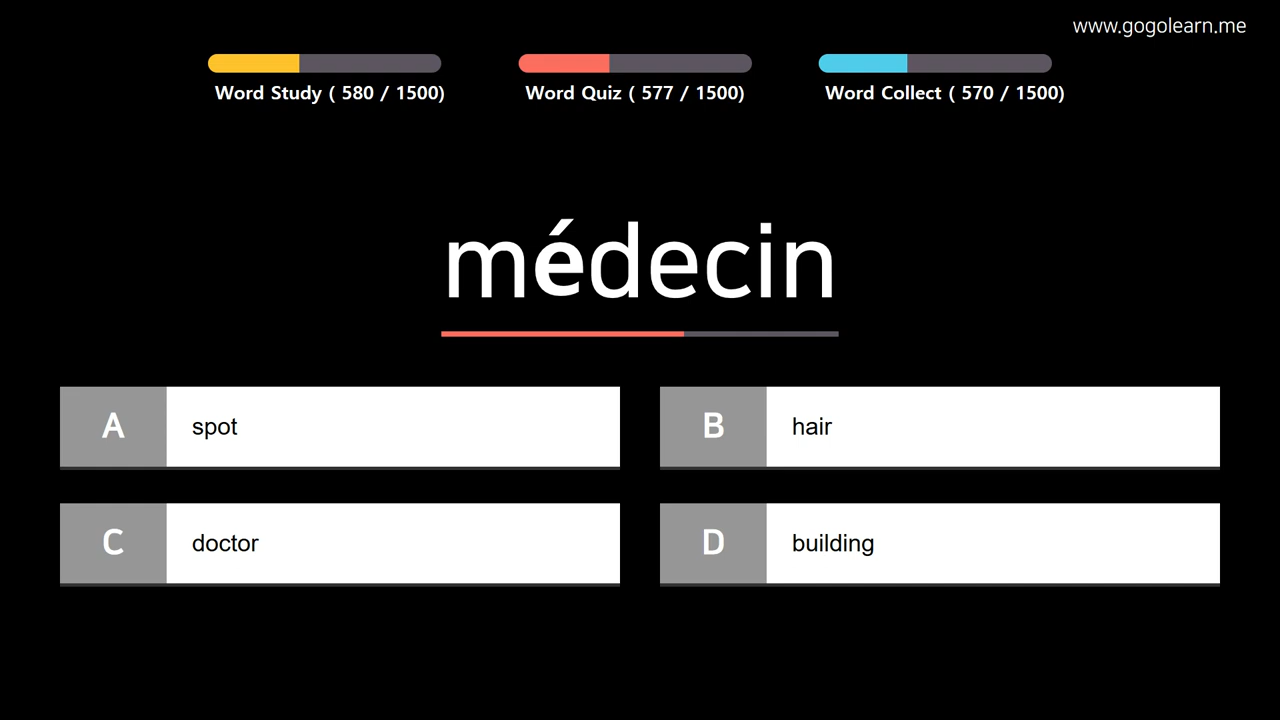 www.gogolearn.me
Word Study ( 580 / 1500)
Word Quiz ( 577 / 1500)
Word Collect ( 570 / 1500)
médecin
A spot
B hair
C doctor
D building